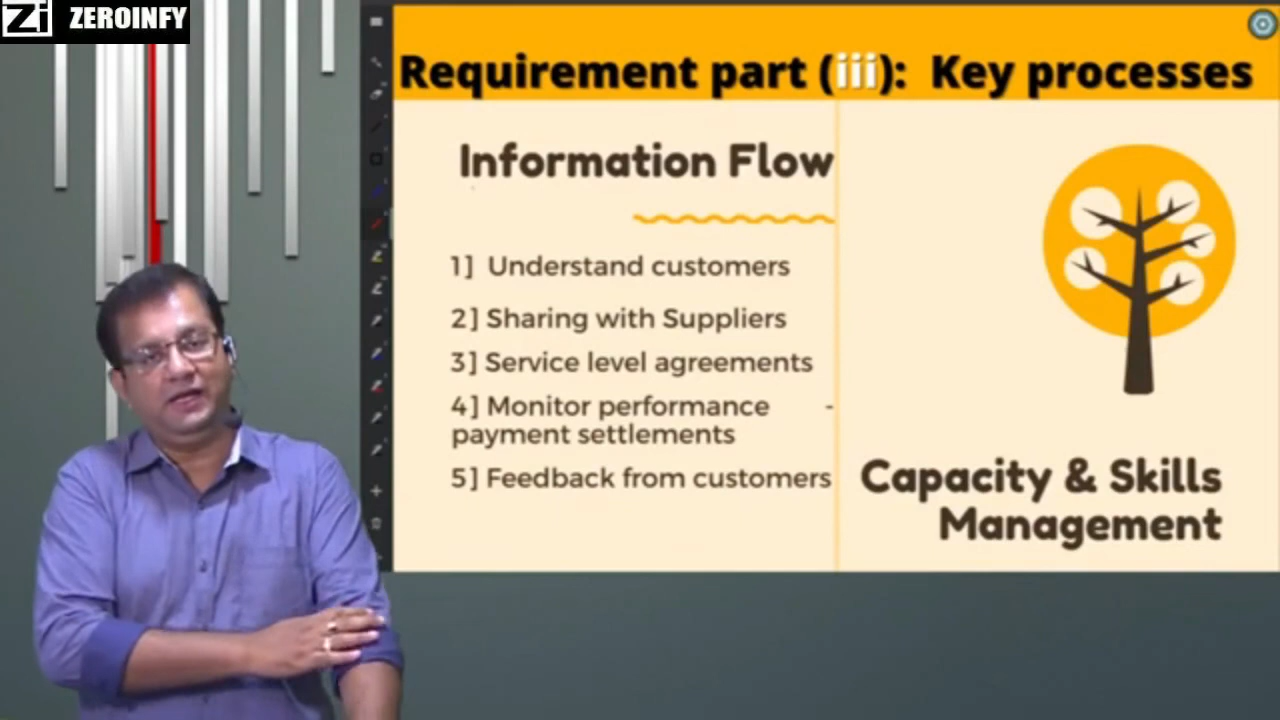 Zi ZEROINFY
Requirement part (iii): Key processes
Information Flow
1] Understand customers
2] Sharing with Suppliers
3] Service level agreements
4] Monitor performance -
payment settlements
5] Feedback from customers
Capacity & Skills
Management